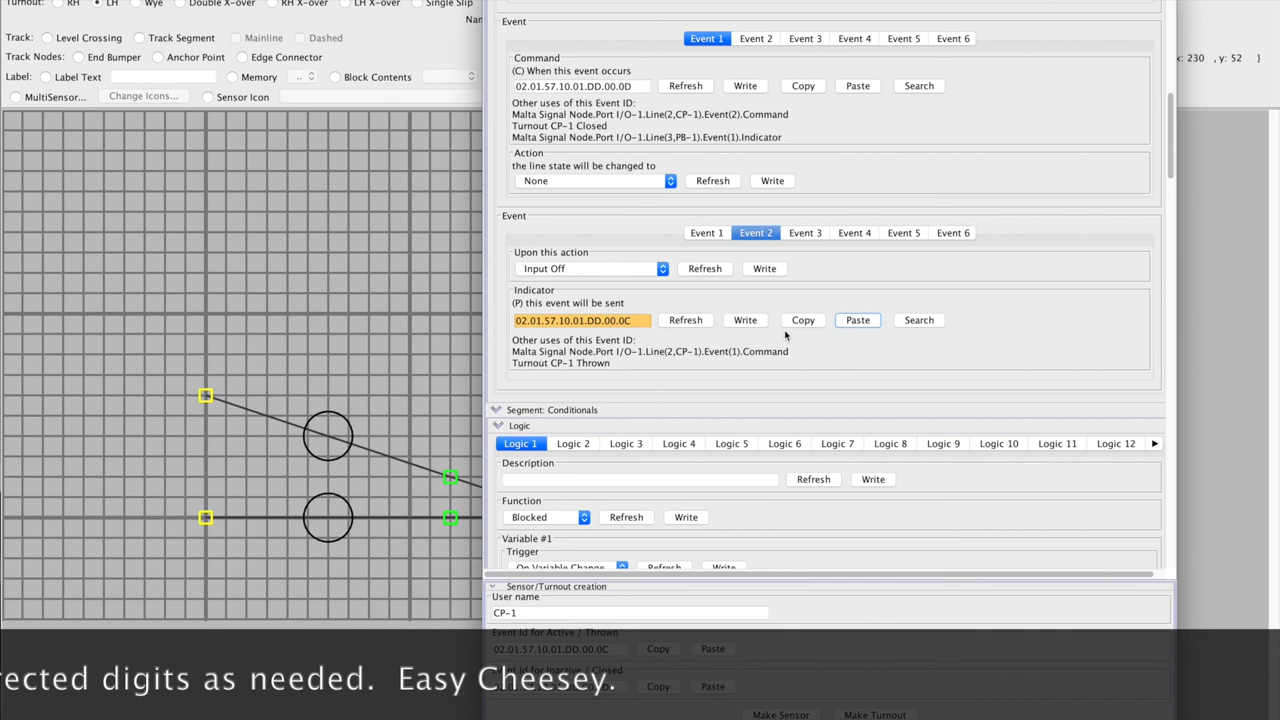 Turnout: RH LH Wye Double X-over RH X-over LH X-over Single Slip
Track: Level Crossing Track Segment Mainline Dashed
Track Nodes: End Bumper Anchor Point Edge Connector
Label: Label Text Memory .. Block Contents
MultiSensor... Change Icons... Sensor Icon
x: 230 , y: 52 }
Event
Event 1 Event 2 Event 3 Event 4 Event 5 Event 6
Command
(C) When this event occurs
02.01.57.10.01.DD.00.0D Refresh Write Copy Paste Search
Other uses of this Event ID:
Malta Signal Node.Port I/O-1.Line(2,CP-1).Event(2).Command
Turnout CP-1 Closed
Malta Signal Node.Port I/O-1.Line(3,PB-1).Event(1).Indicator
Action
the line state will be changed to
None Refresh Write
Event
Event 1 Event 2 Event 3 Event 4 Event 5 Event 6
Upon this action
Input Off Refresh Write
Indicator
(P) this event will be sent
02.01.57.10.01.DD.00.0C Refresh Write Copy Paste Search
Other uses of this Event ID:
Malta Signal Node.Port I/O-1.Line(2,CP-1).Event(1).Command
Turnout CP-1 Thrown
Segment: Conditionals
Logic
Logic 1 Logic 2 Logic 3 Logic 4 Logic 5 Logic 6 Logic 7 Logic 8 Logic 9 Logic 10 Logic 11 Logic 12
Description
Refresh Write
Function
Blocked Refresh Write
Variable #1
Trigger
On Variable Change Refresh Write
Sensor/Turnout creation
User name
CP-1
Event Id for Active / Thrown
02.01.57.10.01.DD.00.0C Copy Paste
Event Id for Inactive / Closed
Copy Paste
Make Sensor Make Turnout
rected digits as needed. Easy Cheesey.